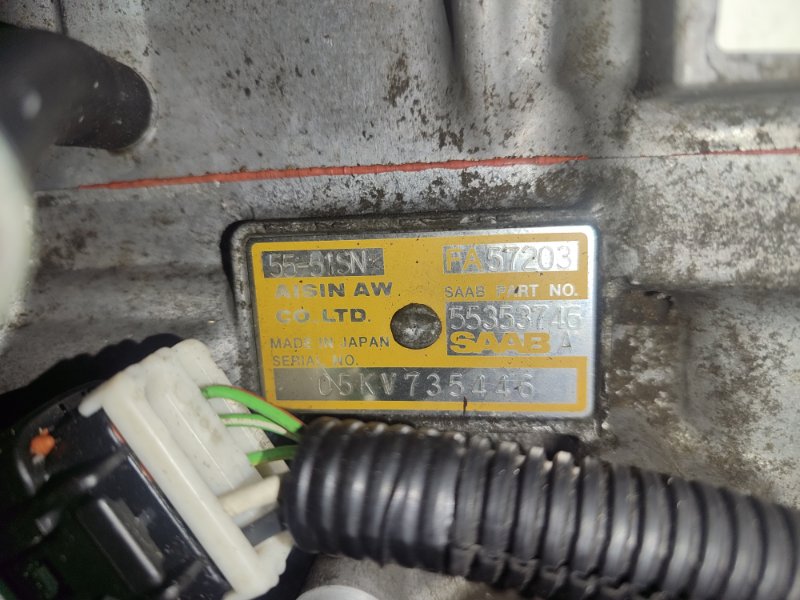 55-51SN
FA57203
AISIN AW
CO.LTD.
SAAB PART NO.
55353746
MADE IN JAPAN
SAAB A
SERIAL NO.
05KV735446